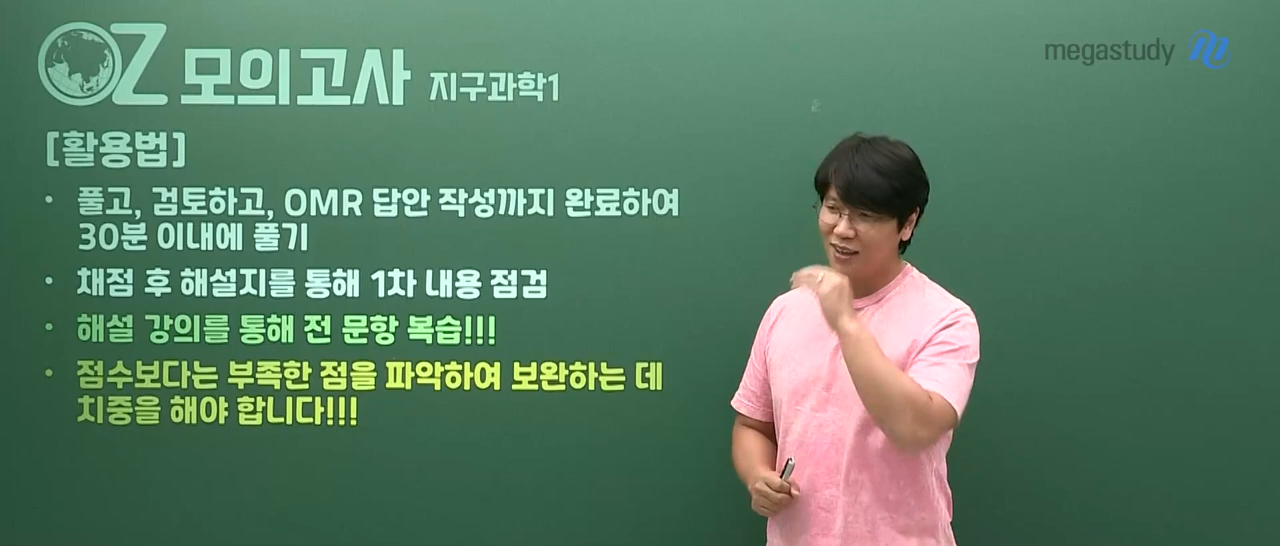 OZ 모의고사 지구과학1
megastudy
[활용법]
• 풀고, 검토하고, OMR 답안 작성까지 완료하여
30분 이내에 풀기
• 채점 후 해설지를 통해 1차 내용 점검
• 해설 강의를 통해 전 문항 복습!!!
• 점수보다는 부족한 점을 파악하여 보완하는 데
치중을 해야 합니다!!!